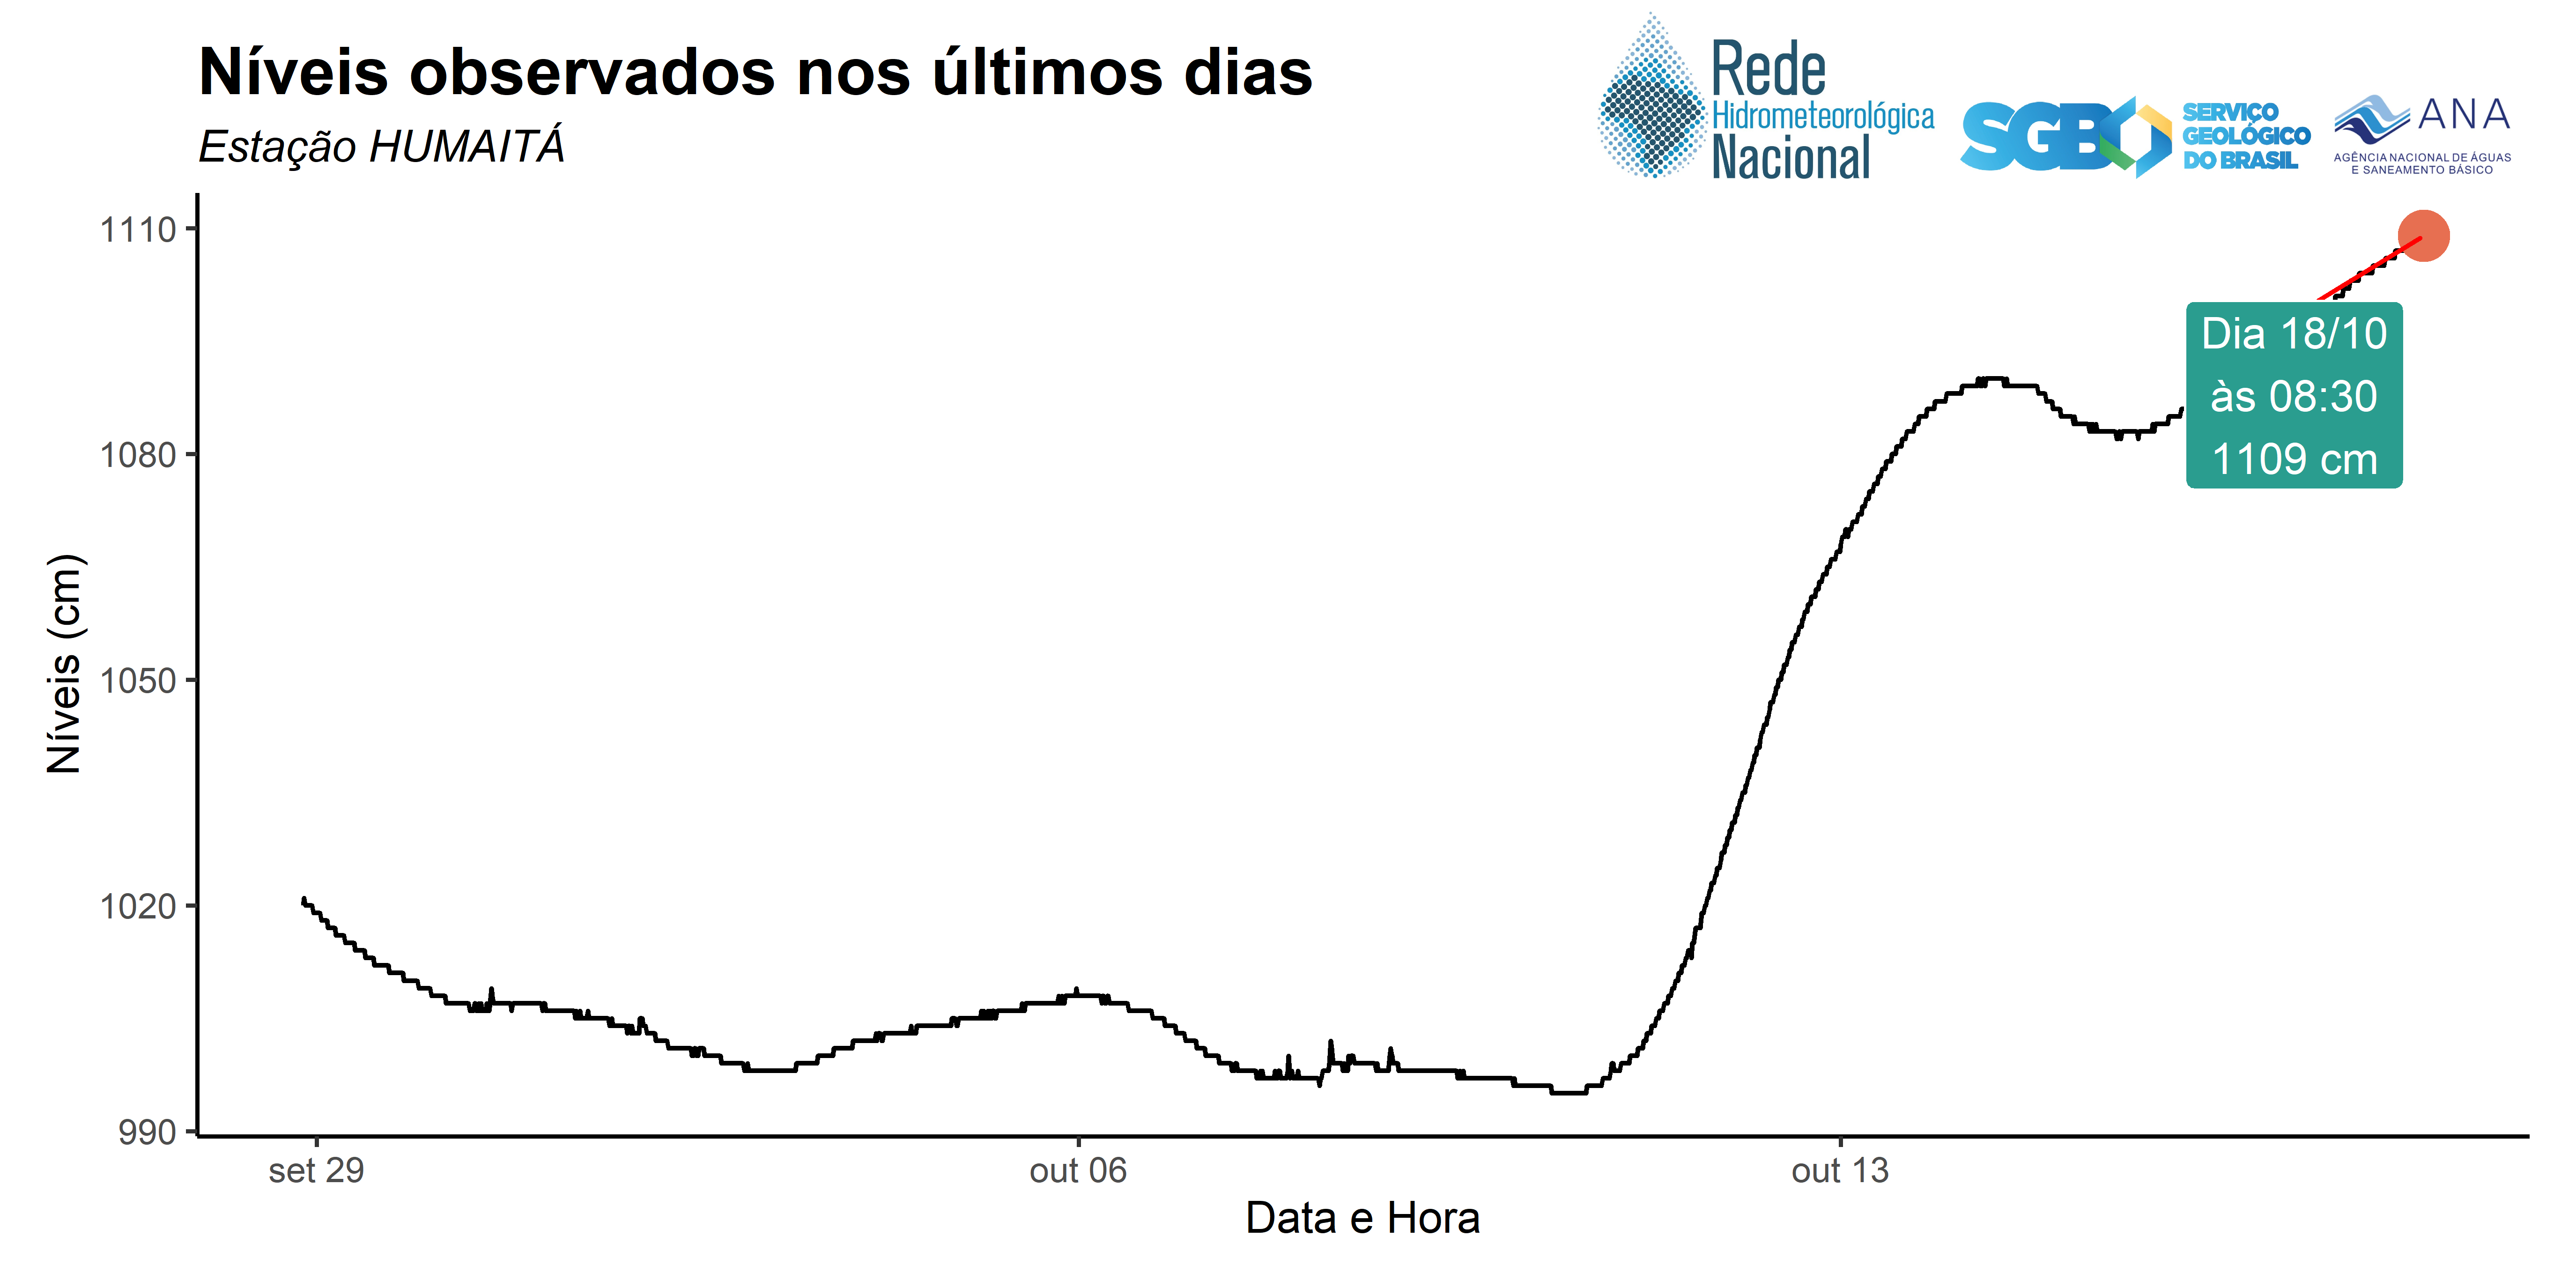 Níveis observados nos últimos dias
Estação HUMAITÁ
Rede
Hidrometeorológica
Nacional
SGB
SERVIÇO
GEOLÓGICO
DO BRASIL
ANA
AGÊNCIA NACIONAL DE ÁGUAS
E SANEAMENTO BÁSICO
1110
1080
1050
1020
990
Níveis (cm)
Dia 18/10
às 08:30
1109 cm
set 29
out 06
out 13
Data e Hora